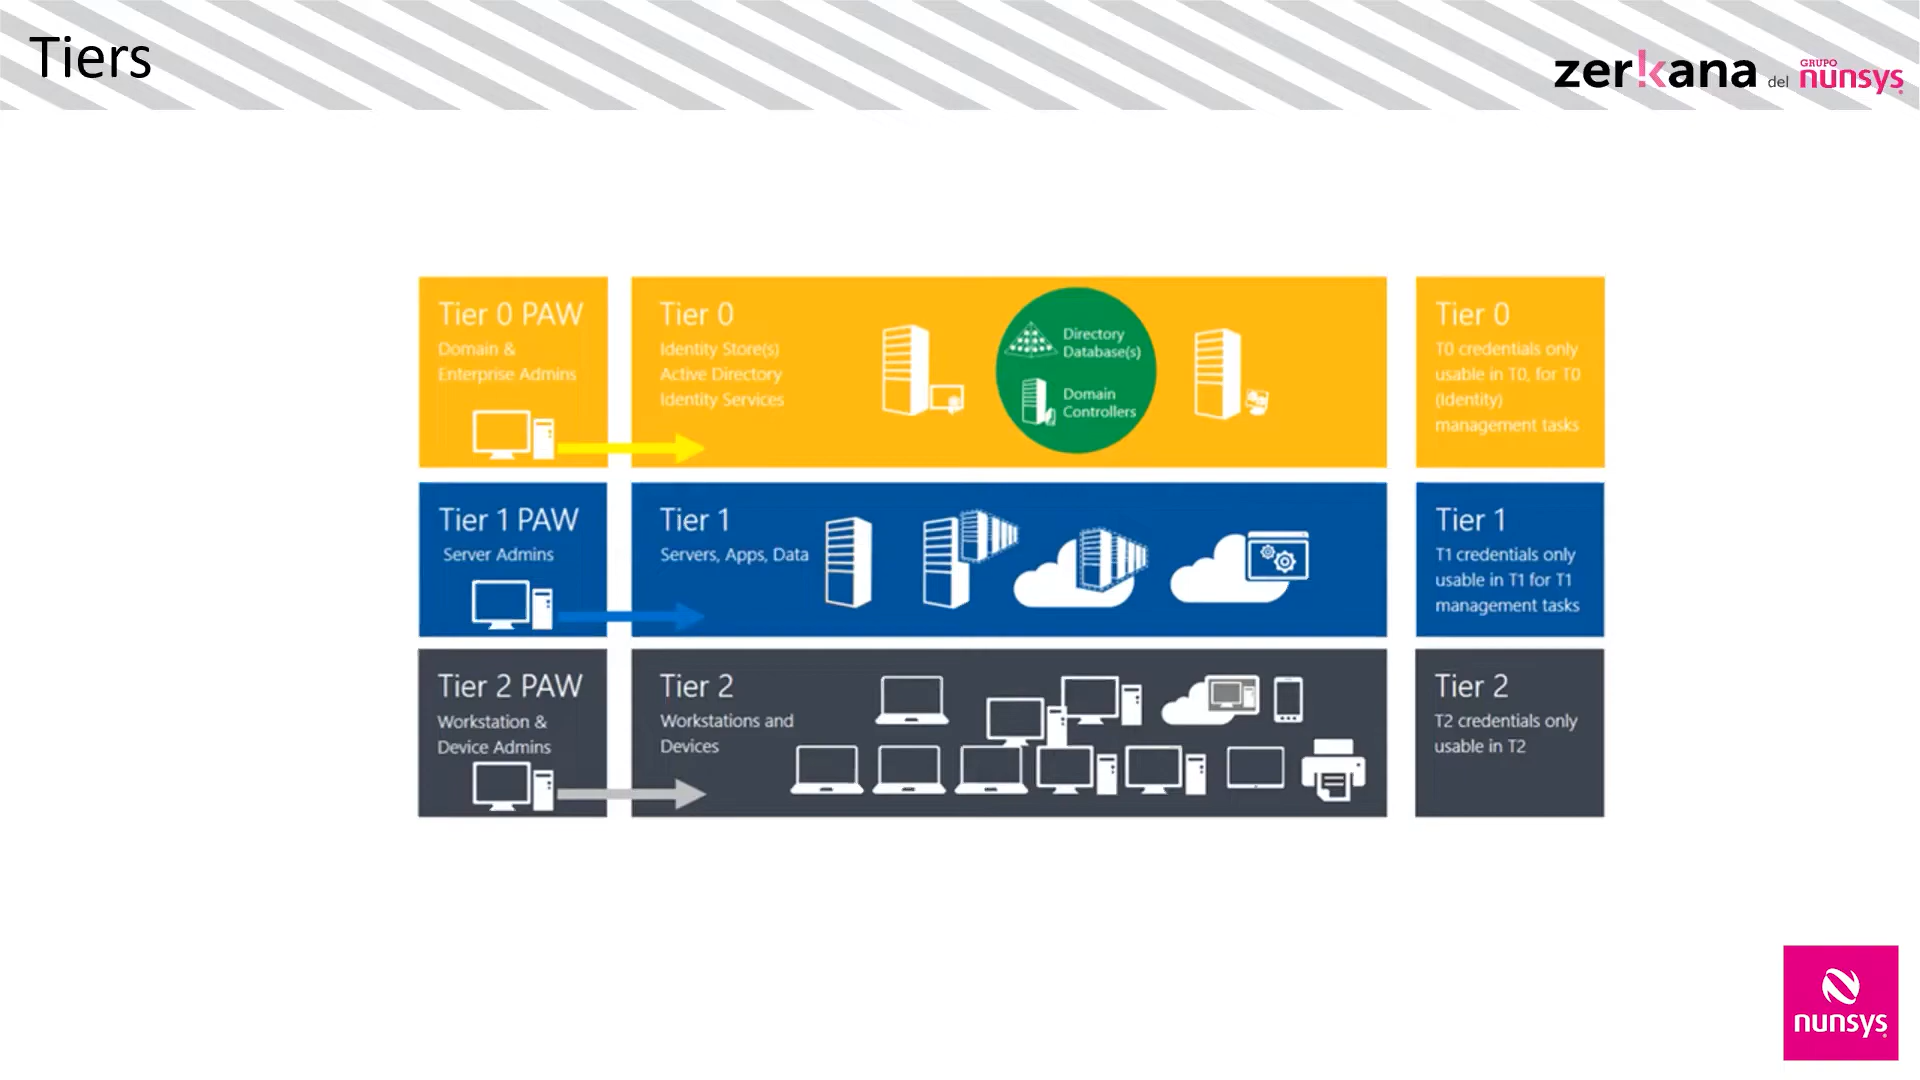 Tiers
zer!kana del GRUPO nunsys
Tier 0 PAW
Domain &
Enterprise Admins
Tier 0
Identity Store(s)
Active Directory
Identity Services
Directory
Database(s)
Domain
Controllers
Tier 0
T0 credentials only
usable in T0, for T0
(Identity)
management tasks
Tier 1 PAW
Server Admins
Tier 1
Servers, Apps, Data
Tier 1
T1 credentials only
usable in T1 for T1
management tasks
Tier 2 PAW
Workstation &
Device Admins
Tier 2
Workstations and
Devices
Tier 2
T2 credentials only
usable in T2
nunsys